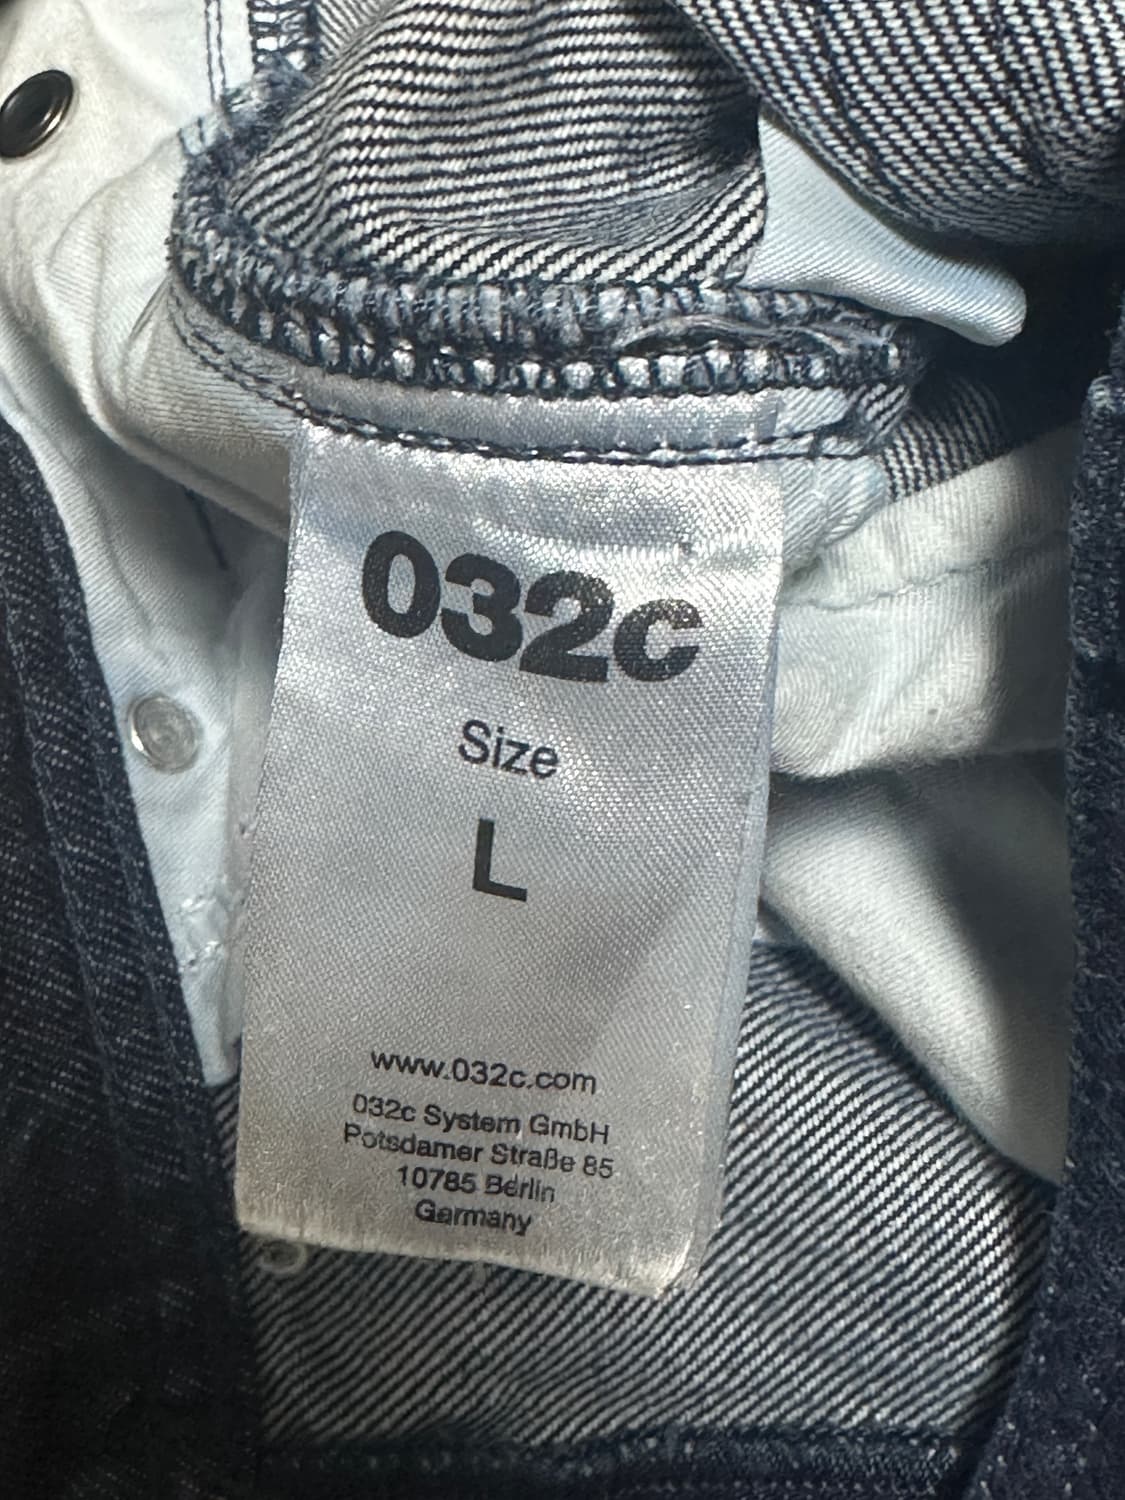 032c
Size
L
www.032c.com
032c System GmbH
Potsdamer Straße 85
10785 Berlin
Germany